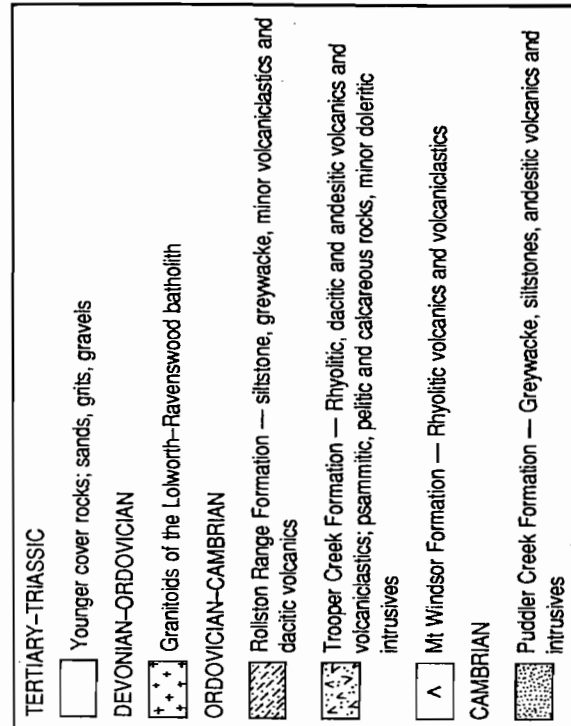 TERTIARY–TRIASSIC
Younger cover rocks; sands, grits, gravels
DEVONIAN–ORDOVICIAN
Granitoids of the Lolworth–Ravenswood batholith
ORDOVICIAN–CAMBRIAN
Rollston Range Formation — siltstone, greywacke, minor volcaniclastics and
dacitic volcanics
Trooper Creek Formation — Rhyolitic, dacitic and andesitic volcanics and
volcaniclastics; psammitic, pelitic and calcareous rocks, minor doleritic
intrusives
Mt Windsor Formation — Rhyolitic volcanics and volcaniclastics
CAMBRIAN
Puddler Creek Formation — Greywacke, siltstones, andesitic volcanics and
intrusives